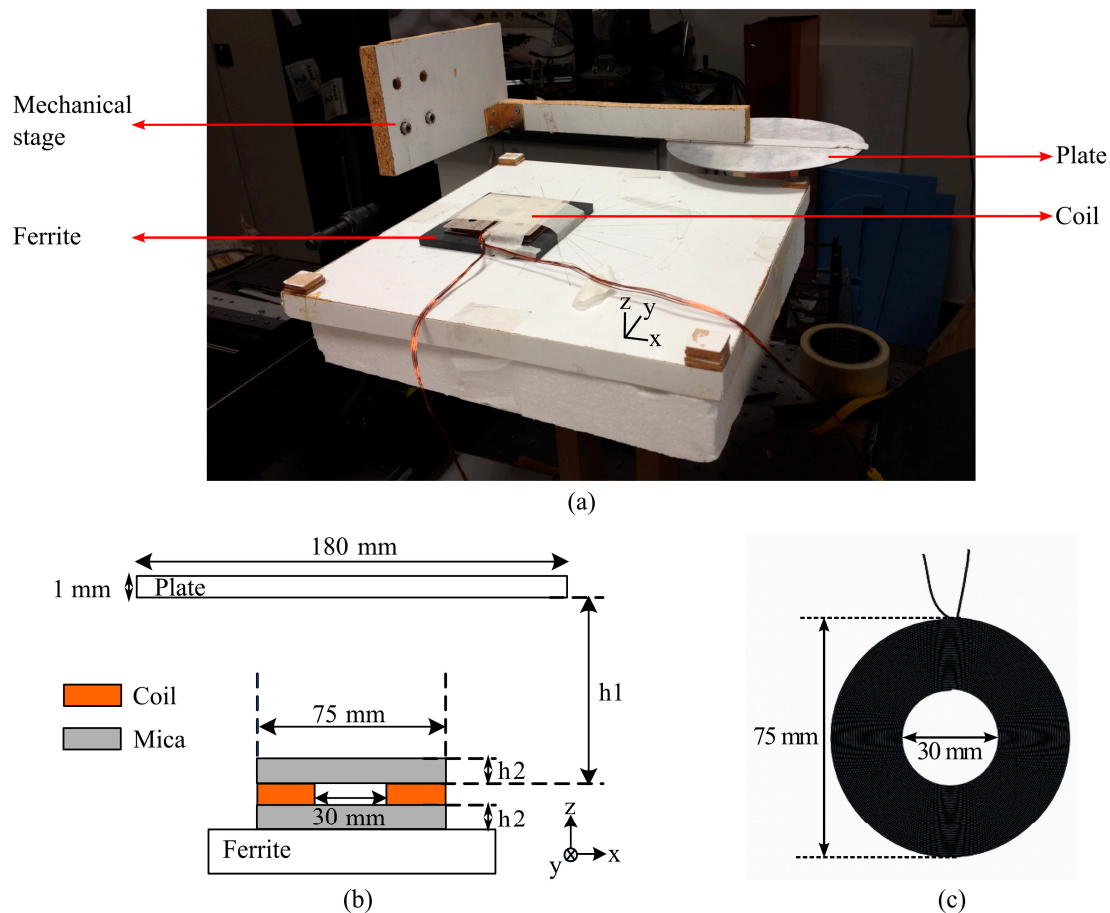 Mechanical
stage
Ferrite
Plate
Coil
z
y
x
(a)
180 mm
1 mm
Plate
h1
Coil
Mica
75 mm
h2
30 mm
h2
Ferrite
z
y
x
(b)
75 mm
30 mm
(c)